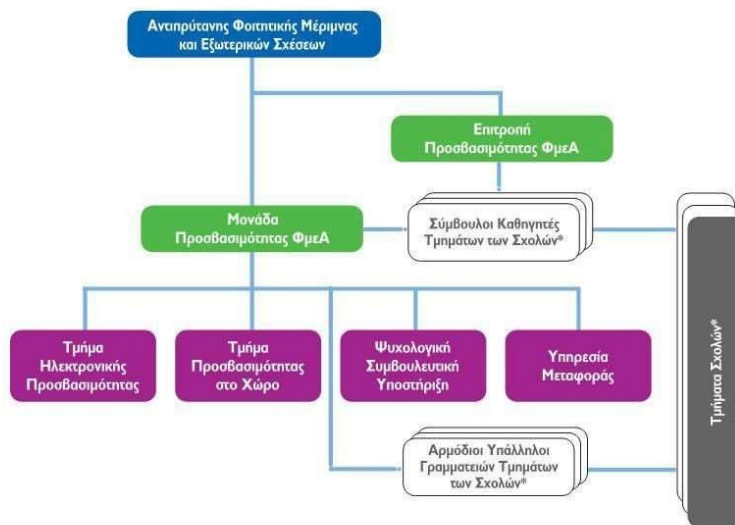 Αντιπρύτανης Φοιτητικής Μέριμνας
και Εξωτερικών Σχέσεων
Επιτροπή
Προσβασιμότητας ΦμεΑ
Μονάδα
Προσβασιμότητας ΦμεΑ
Σύμβουλοι Καθηγητές
Τμημάτων των Σχολών*
Τμήμα
Ηλεκτρονικής
Προσβασιμότητας
Τμήμα
Προσβασιμότητας
στο Χώρο
Ψυχολογική
Συμβουλευτική
Υποστήριξη
Υπηρεσία
Μεταφοράς
Αρμόδιοι Υπάλληλοι
Γραμματειών Τμημάτων
των Σχολών*
Τμήματα Σχολών*